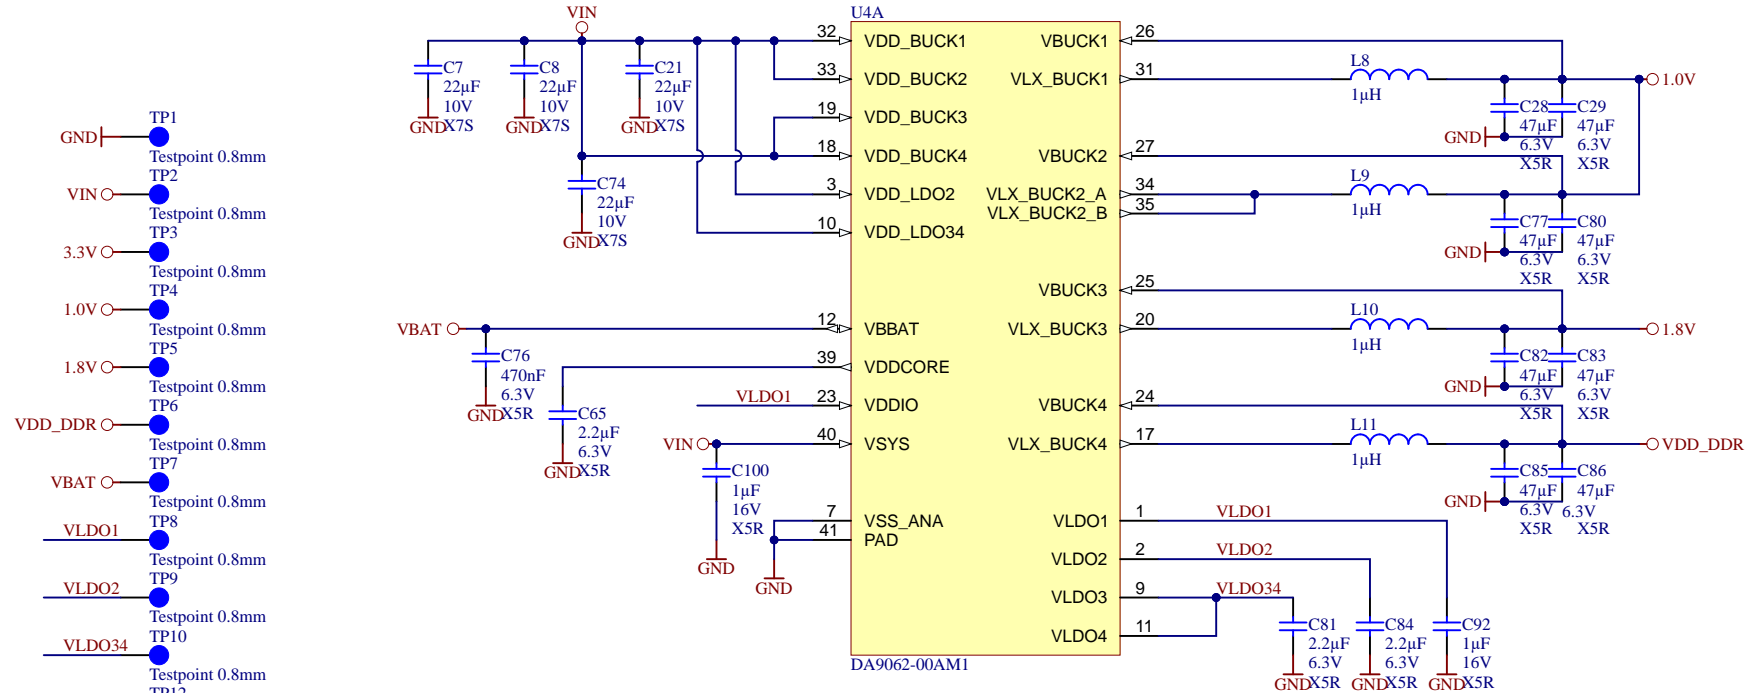 TP1
GND
Testpoint 0.8mm
TP2
VIN
Testpoint 0.8mm
TP3
3.3V
Testpoint 0.8mm
TP4
1.0V
Testpoint 0.8mm
TP5
1.8V
Testpoint 0.8mm
TP6
VDD_DDR
Testpoint 0.8mm
TP7
VBAT
Testpoint 0.8mm
TP8
VLDO1
Testpoint 0.8mm
TP9
VLDO2
Testpoint 0.8mm
TP10
VLDO34
Testpoint 0.8mm
TP12
VIN
C7
22µF
10V
X7S
GND
C8
22µF
10V
X7S
GND
C21
22µF
10V
X7S
GND
C74
22µF
10V
X7S
GND
VBAT
C76
470nF
6.3V
X5R
GND
C65
2.2µF
6.3V
X5R
GND
VLDO1
VIN
C100
1µF
16V
X5R
GND
GND
U4A
32 VDD_BUCK1
33 VDD_BUCK2
19 VDD_BUCK3
18 VDD_BUCK4
3 VDD_LDO2
10 VDD_LDO34
12 VBBAT
39 VDDCORE
23 VDDIO
40 VSYS
7 VSS_ANA
41 PAD
VBUCK1 26
VLX_BUCK1 31
VBUCK2 27
VLX_BUCK2_A 34
VLX_BUCK2_B 35
VBUCK3 25
VLX_BUCK3 20
VBUCK4 24
VLX_BUCK4 17
VLDO1 1
VLDO2 2
VLDO3 9
VLDO4 11
DA9062-00AM1
L8
1µH
1.0V
C28
47µF
6.3V
X5R
C29
47µF
6.3V
X5R
GND
L9
1µH
C77
47µF
6.3V
X5R
C80
47µF
6.3V
X5R
GND
L10
1µH
1.8V
C82
47µF
6.3V
X5R
C83
47µF
6.3V
X5R
GND
L11
1µH
VDD_DDR
C85
47µF
6.3V
X5R
C86
47µF
6.3V
X5R
GND
VLDO1
VLDO2
VLDO34
C81
2.2µF
6.3V
X5R
GND
C84
2.2µF
6.3V
X5R
GND
C92
1µF
16V
X5R
GND